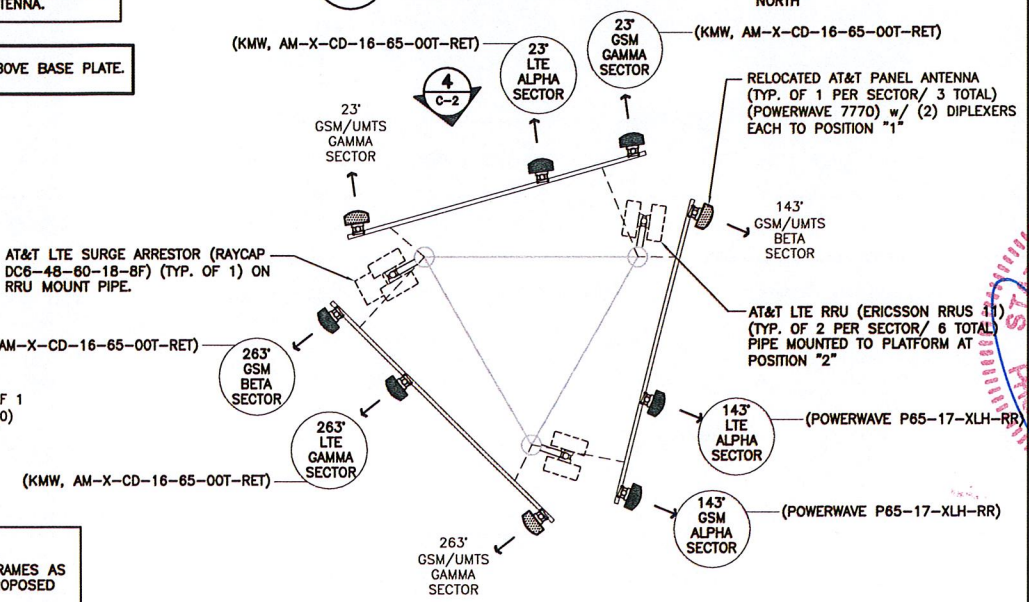 TENNA.
BOVE BASE PLATE.
NORTH
(KMW, AM-X-CD-16-65-00T-RET)
23°
LTE
ALPHA
SECTOR
23°
GSM
GAMMA
SECTOR
(KMW, AM-X-CD-16-65-00T-RET)
4
C-2
23°
GSM/UMTS
GAMMA
SECTOR
RELOCATED AT&T PANEL ANTENNA
(TYP. OF 1 PER SECTOR/ 3 TOTAL)
(POWERWAVE 7770) w/ (2) DIPLEXERS
EACH TO POSITION "1"
143°
GSM/UMTS
BETA
SECTOR
AT&T LTE SURGE ARRESTOR (RAYCAP
DC6-48-60-18-8F) (TYP. OF 1) ON
RRU MOUNT PIPE.
AT&T LTE RRU (ERICSSON RRUS 11)
(TYP. OF 2 PER SECTOR/ 6 TOTAL)
PIPE MOUNTED TO PLATFORM AT
POSITION "2"
AM-X-CD-16-65-00T-RET)
263°
GSM
BETA
SECTOR
F 1
0)
263°
LTE
GAMMA
SECTOR
(KMW, AM-X-CD-16-65-00T-RET)
143°
LTE
ALPHA
SECTOR
(POWERWAVE P65-17-XLH-RR)
143°
GSM
ALPHA
SECTOR
(POWERWAVE P65-17-XLH-RR)
263°
GSM/UMTS
GAMMA
SECTOR
RAMES AS
OPOSED